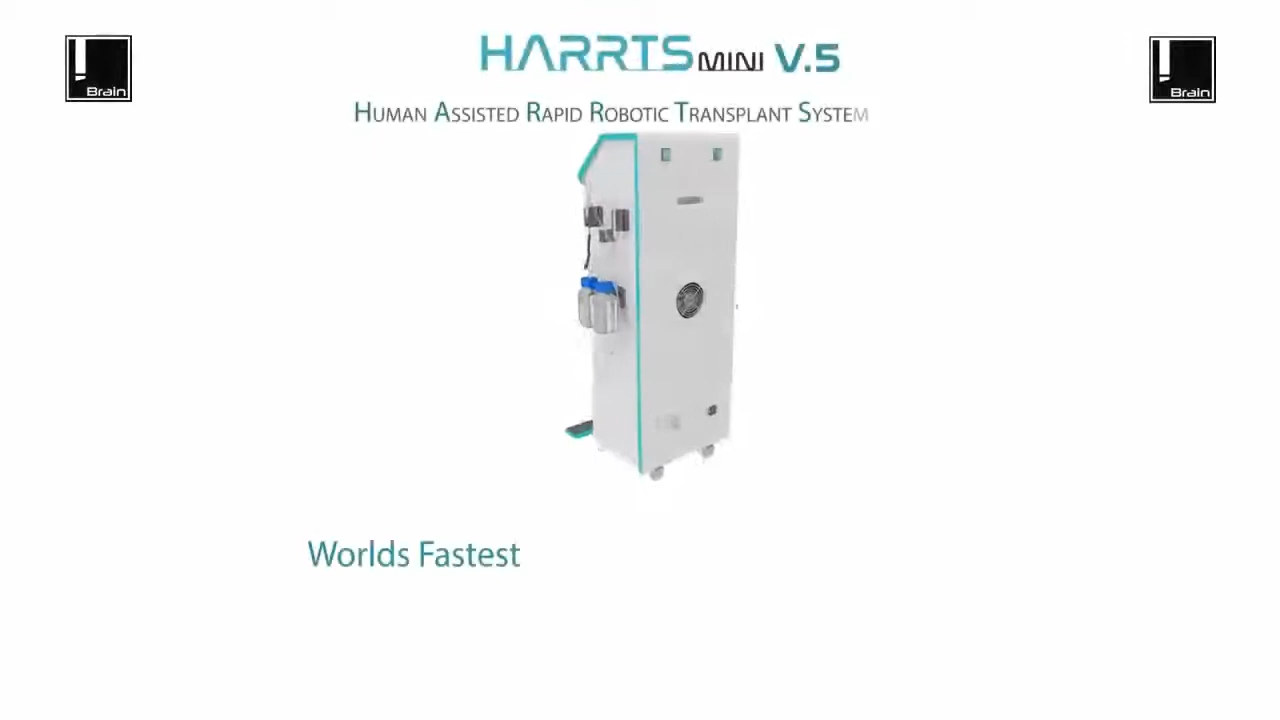 HARRTS MINI V.5
Brain
Brain
HUMAN ASSISTED RAPID ROBOTIC TRANSPLANT SYSTEM
Worlds Fastest